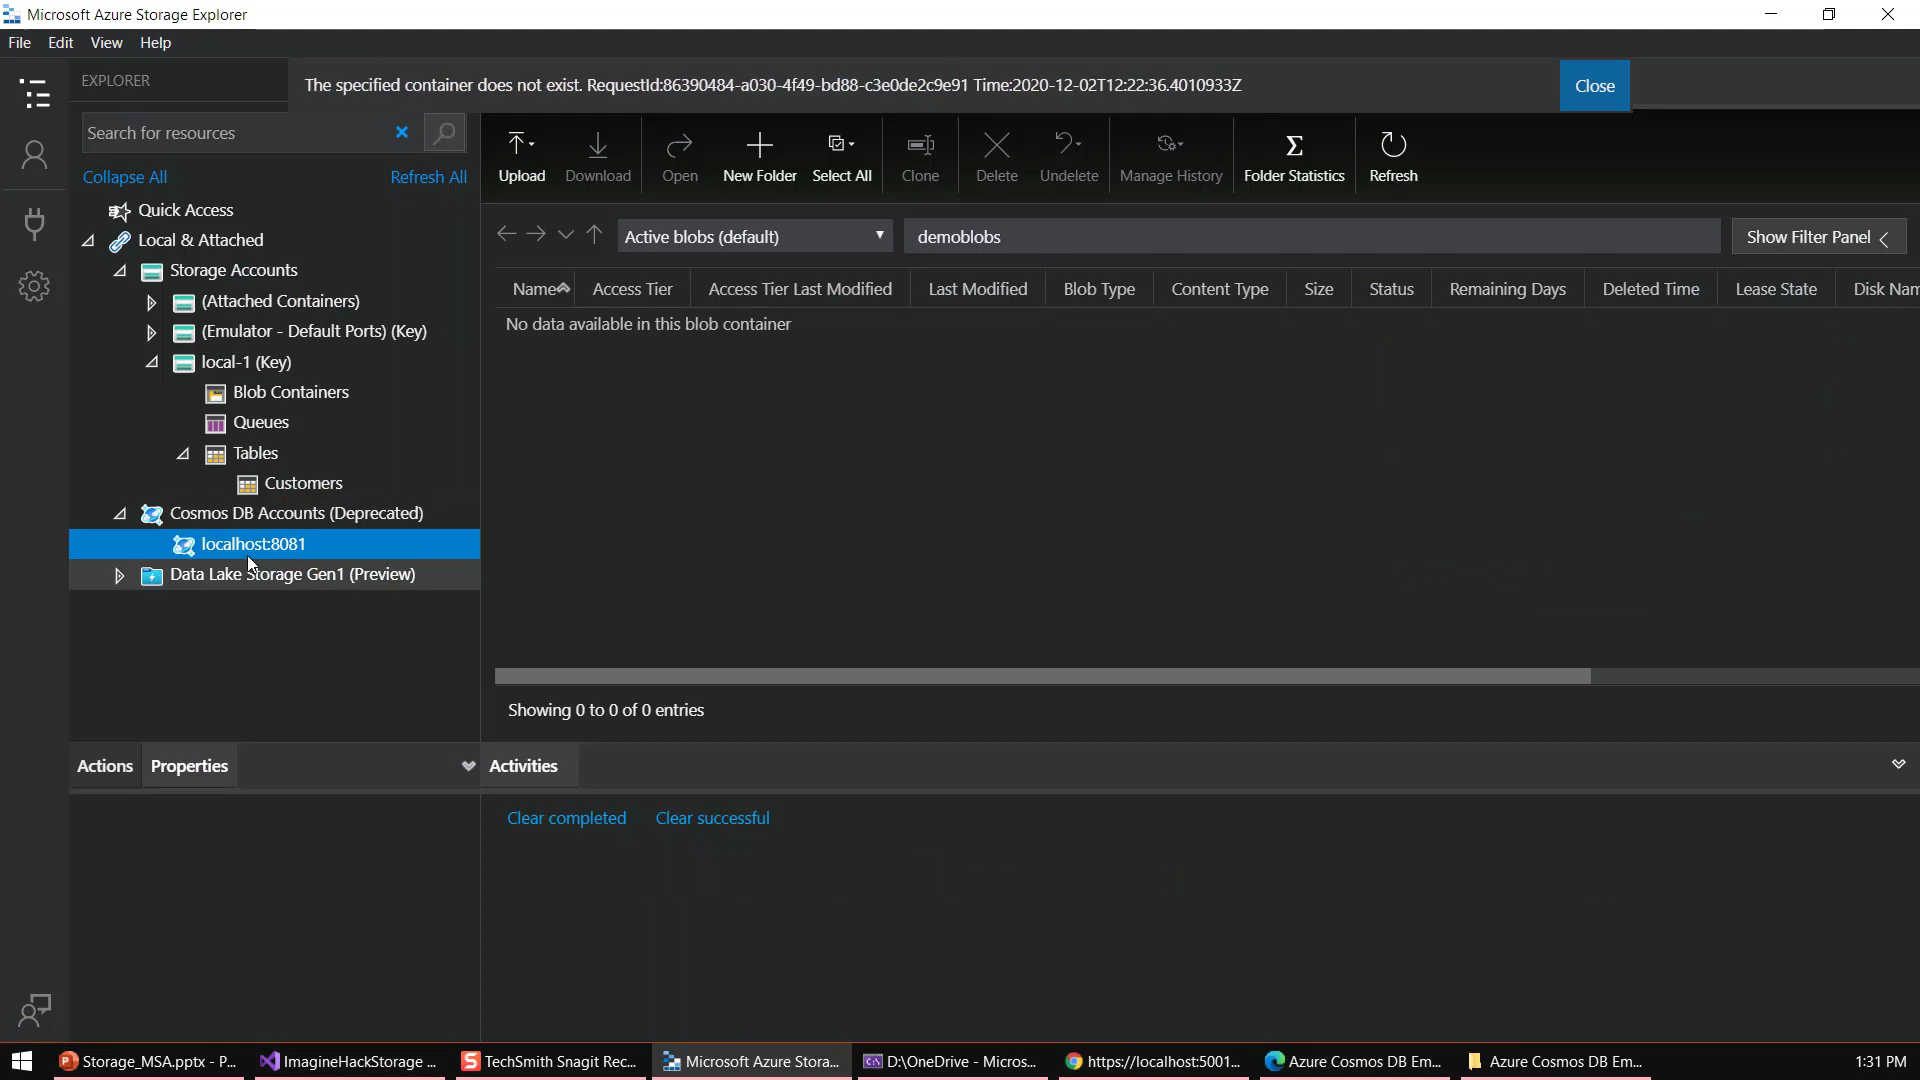 Microsoft Azure Storage Explorer
File Edit View Help
EXPLORER
The specified container does not exist. RequestId:86390484-a030-4f49-bd88-c3e0de2c9e91 Time:2020-12-02T12:22:36.4010933Z
Close
Search for resources
Collapse All
Refresh All
Quick Access
Local & Attached
Storage Accounts
(Attached Containers)
(Emulator - Default Ports) (Key)
local-1 (Key)
Blob Containers
Queues
Tables
Customers
Cosmos DB Accounts (Deprecated)
localhost:8081
Data Lake Storage Gen1 (Preview)
Upload Download Open New Folder Select All Clone Delete Undelete Manage History Folder Statistics Refresh
Active blobs (default)
demoblobs
Show Filter Panel
Name Access Tier Access Tier Last Modified Last Modified Blob Type Content Type Size Status Remaining Days Deleted Time Lease State Disk Nam
No data available in this blob container
Showing 0 to 0 of 0 entries
Actions Properties
Activities
Clear completed Clear successful
Storage_MSA.pptx - P...
ImagineHackStorage ...
TechSmith Snagit Rec...
Microsoft Azure Stora...
D:\OneDrive - Micros...
https://localhost:5001...
Azure Cosmos DB Em...
Azure Cosmos DB Em...
1:31 PM